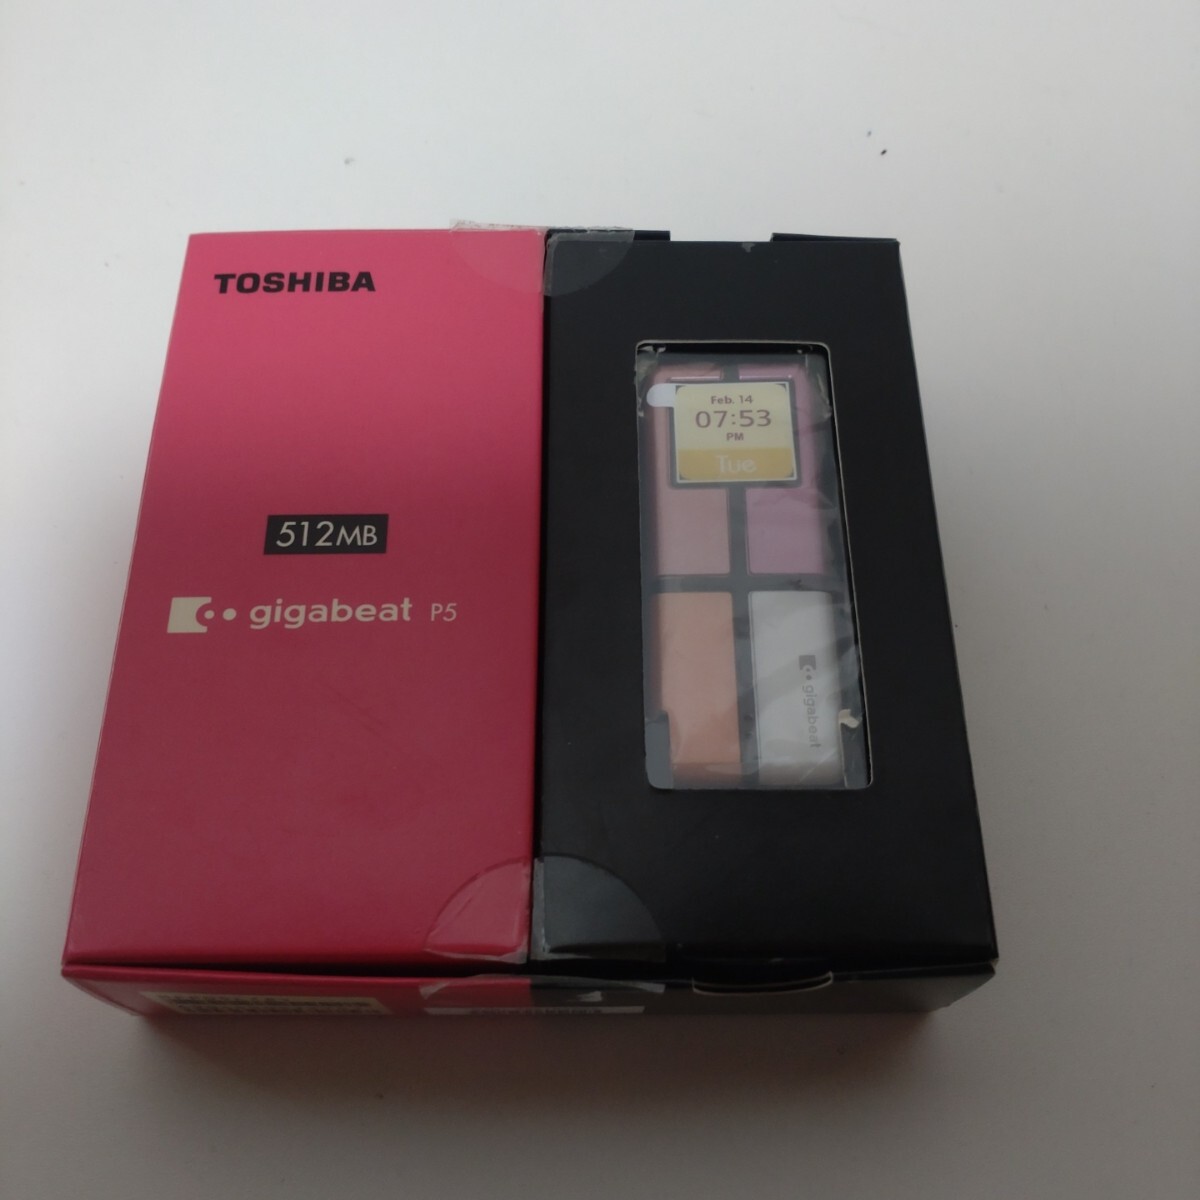 TOSHIBA
512MB
gigabeat P5
Feb. 14
07:53
PM
Tue
gigabeat